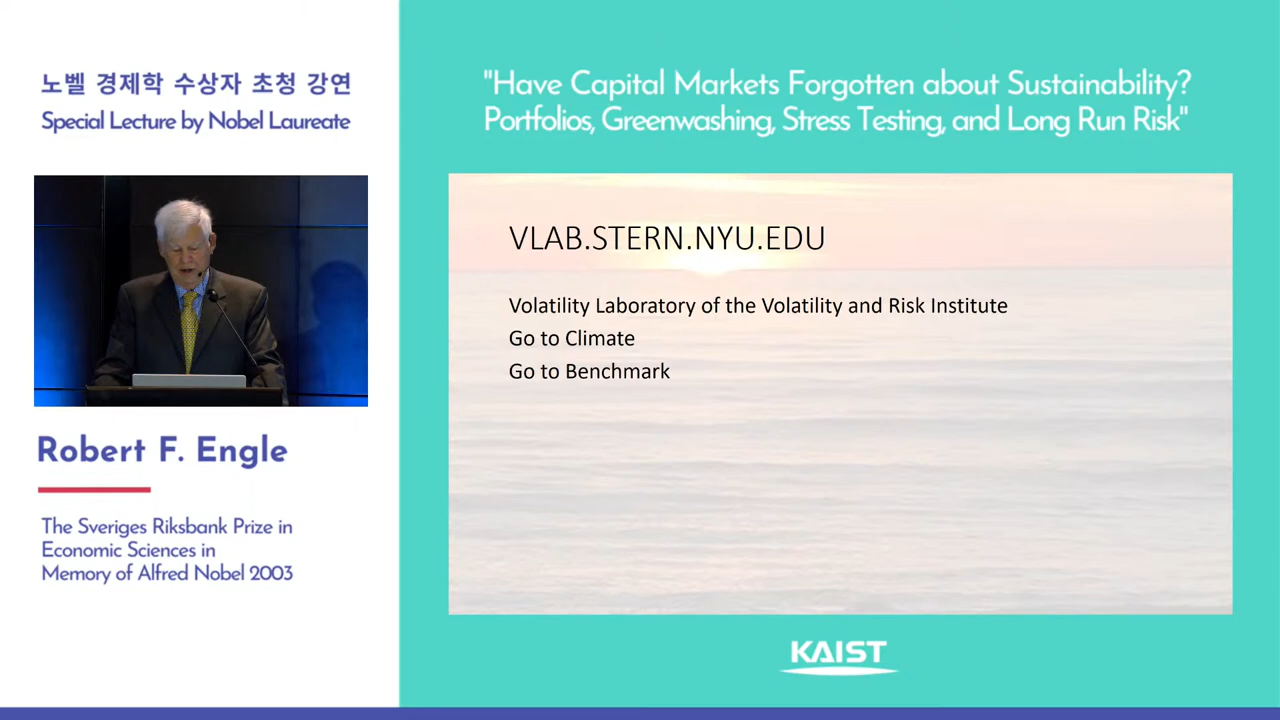 노벨 경제학 수상자 초청 강연
Special Lecture by Nobel Laureate
Robert F. Engle
The Sveriges Riksbank Prize in
Economic Sciences in
Memory of Alfred Nobel 2003
"Have Capital Markets Forgotten about Sustainability?
Portfolios, Greenwashing, Stress Testing, and Long Run Risk"
VLAB.STERN.NYU.EDU
Volatility Laboratory of the Volatility and Risk Institute
Go to Climate
Go to Benchmark
KAIST